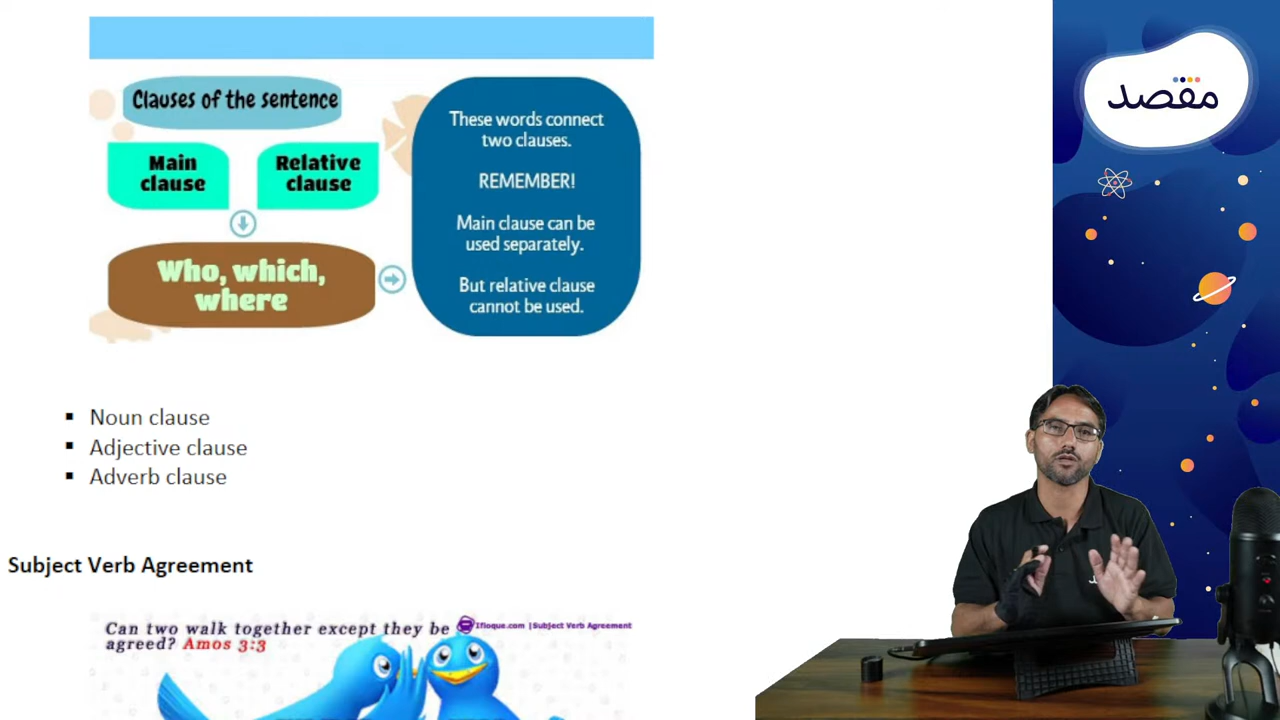 Clauses of the sentence
Main
clause
Relative
clause
Who, which,
where
These words connect
two clauses.
REMEMBER!
Main clause can be
used separately.
But relative clause
cannot be used.
Noun clause
Adjective clause
Adverb clause
Subject Verb Agreement
Can two walk together except they be
agreed? Amos 3:3
Ifioque.com |Subject Verb Agreement
مقصد